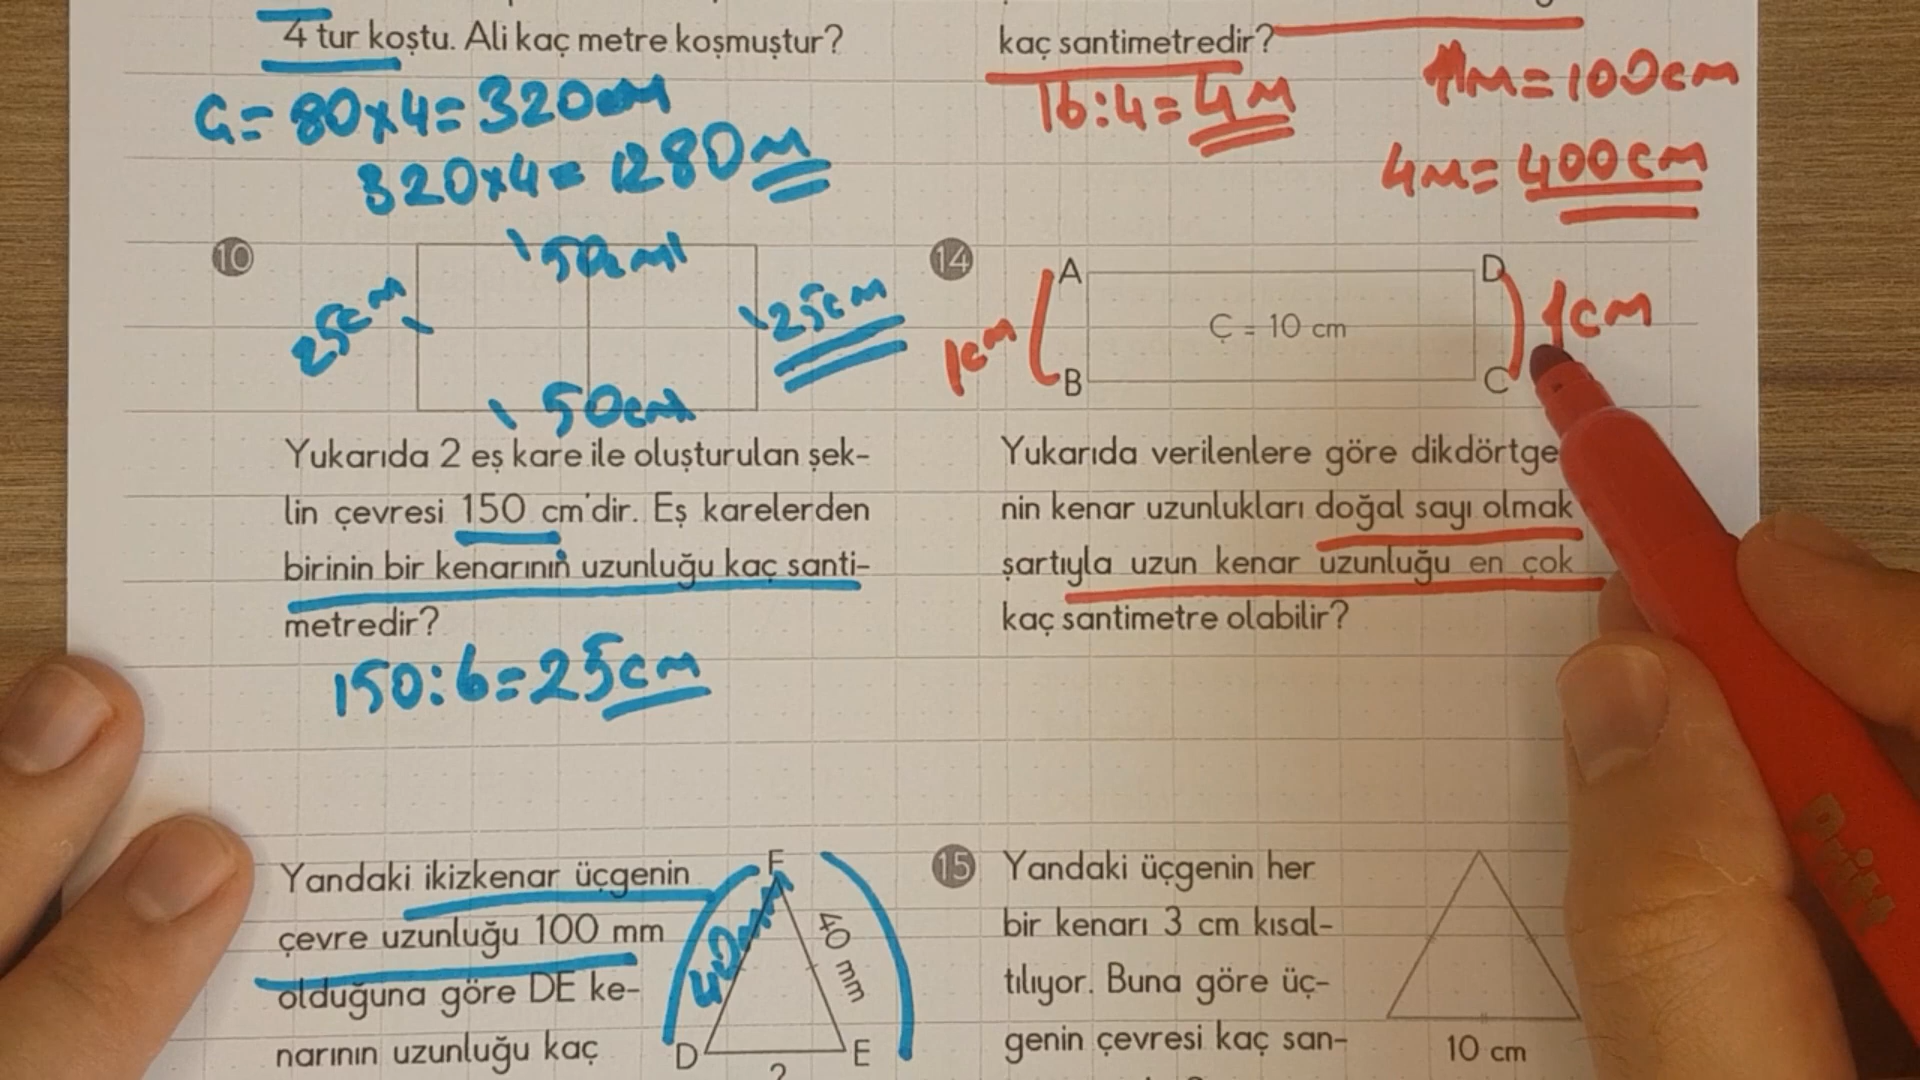 4 tur koştu. Ali kaç metre koşmuştur?
Ç= 80x4= 320cm
320x4= 1280m
10
50cm
25cm
25cm
50cm
Yukarıda 2 eş kare ile oluşturulan şek-
lin çevresi 150 cm'dir. Eş karelerden
birinin bir kenarının uzunluğu kaç santi-
metredir?
150:6=25cm
Yandaki ikizkenar üçgenin
çevre uzunluğu 100 mm
olduğuna göre DE ke-
narının uzunluğu kaç
F
40mm
40 mm
D
E
?
kaç santimetredir?
16:4=4m
1m=100cm
4m=400cm
14
A
D
1cm
Ç = 10 cm
1cm
B
C
Yukarıda verilenlere göre dikdörtge
nin kenar uzunlukları doğal sayı olmak
şartıyla uzun kenar uzunluğu en çok
kaç santimetre olabilir?
15
Yandaki üçgenin her
bir kenarı 3 cm kısal-
tılıyor. Buna göre üç-
genin çevresi kaç san-
10 cm
Pritt